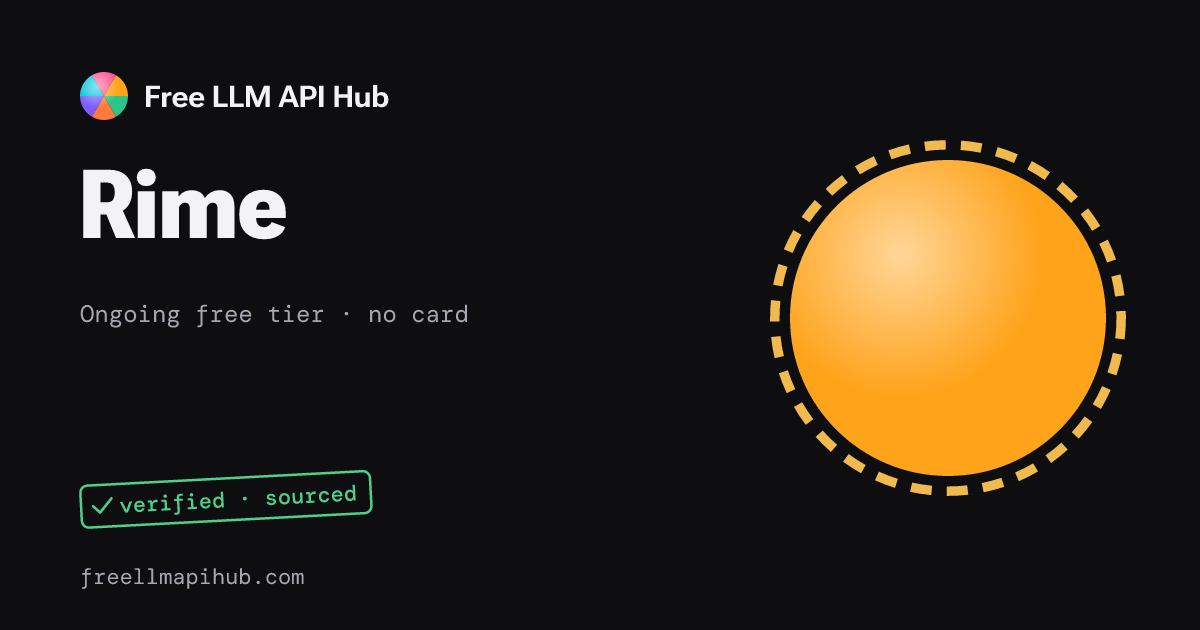 Free LLM API Hub
Rime
Ongoing free tier · no card
verified · sourced
freellmapihub.com